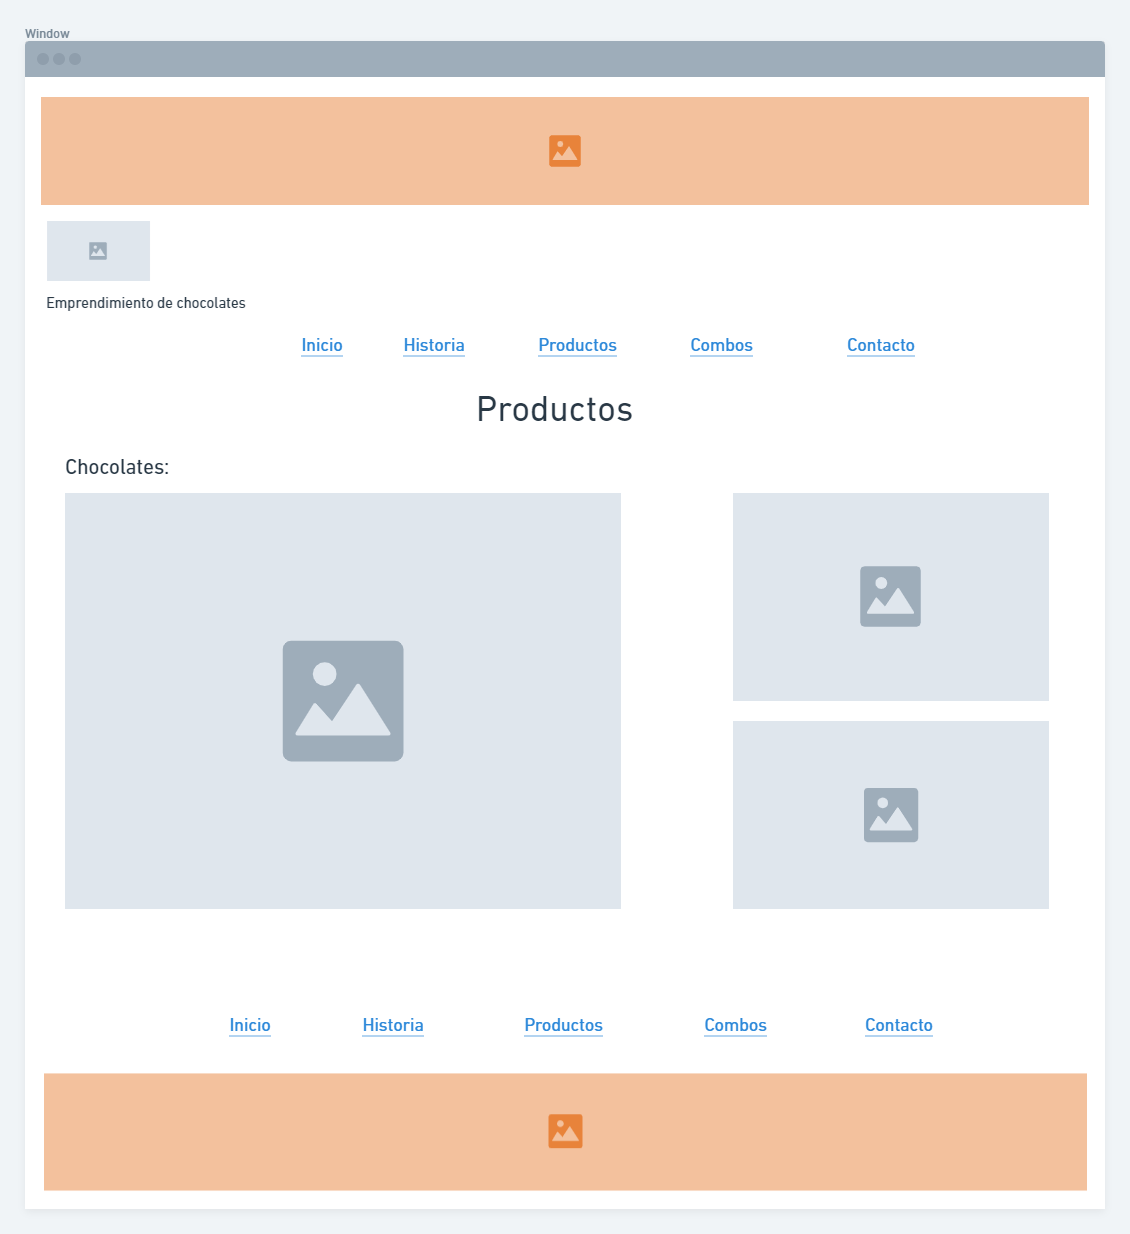 Window
Emprendimiento de chocolates
Inicio Historia Productos Combos Contacto
Productos
Chocolates:
Inicio Historia Productos Combos Contacto